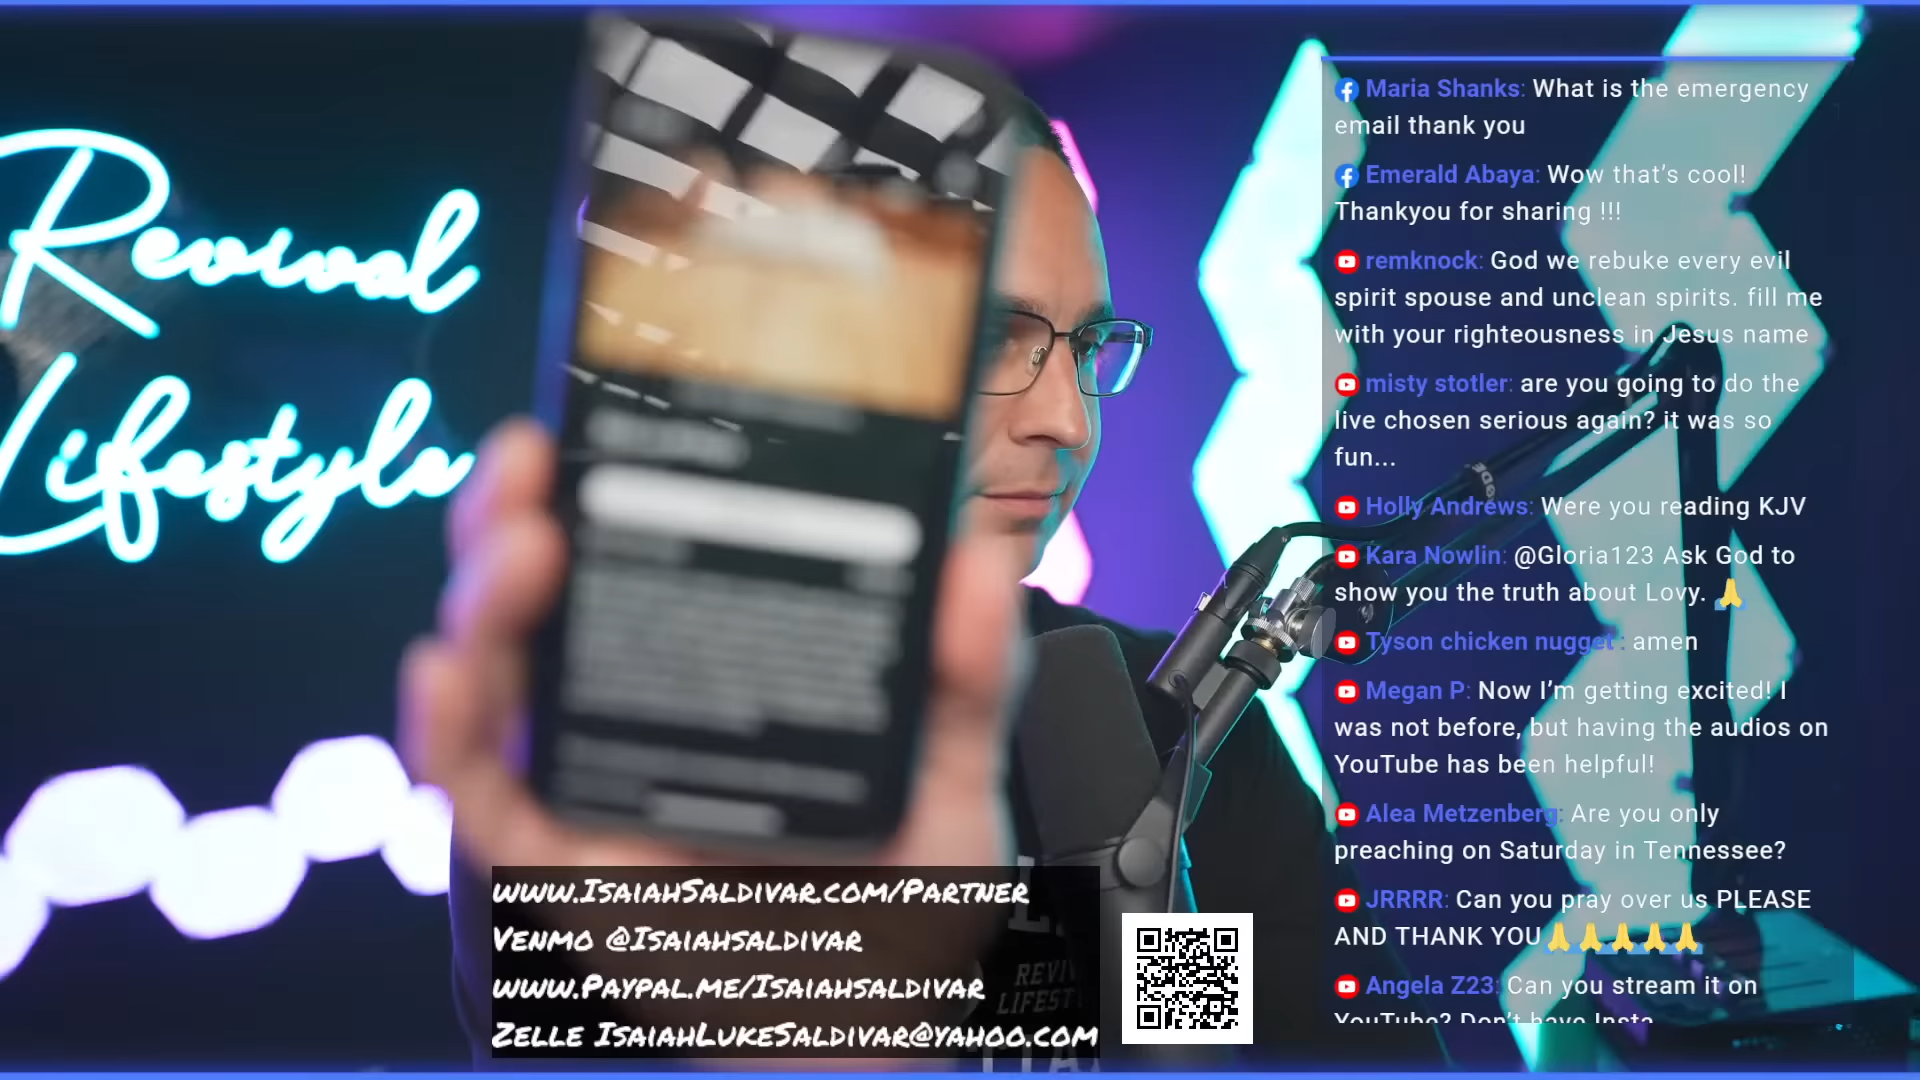 Revival
Lifestyle
Maria Shanks: What is the emergency
email thank you
Emerald Abaya: Wow that’s cool!
Thankyou for sharing !!!
remknock: God we rebuke every evil
spirit spouse and unclean spirits. fill me
with your righteousness in Jesus name
misty stotler: are you going to do the
live chosen serious again? it was so
fun...
Holly Andrews: Were you reading KJV
Kara Nowlin: @Gloria123 Ask God to
show you the truth about Lovy. 🙏
Tyson chicken nugget : amen
Megan P: Now I’m getting excited! I
was not before, but having the audios on
YouTube has been helpful!
Alea Metzenberg: Are you only
preaching on Saturday in Tennessee?
JRRRR: Can you pray over us PLEASE
AND THANK YOU🙏🙏🙏🙏🙏
Angela Z23: Can you stream it on
YouTube? Don’t have Insta
www.IsaiahSaldivar.com/Partner
Venmo @Isaiahsaldivar
www.Paypal.me/Isaiahsaldivar
Zelle IsaiahLukeSaldivar@yahoo.com